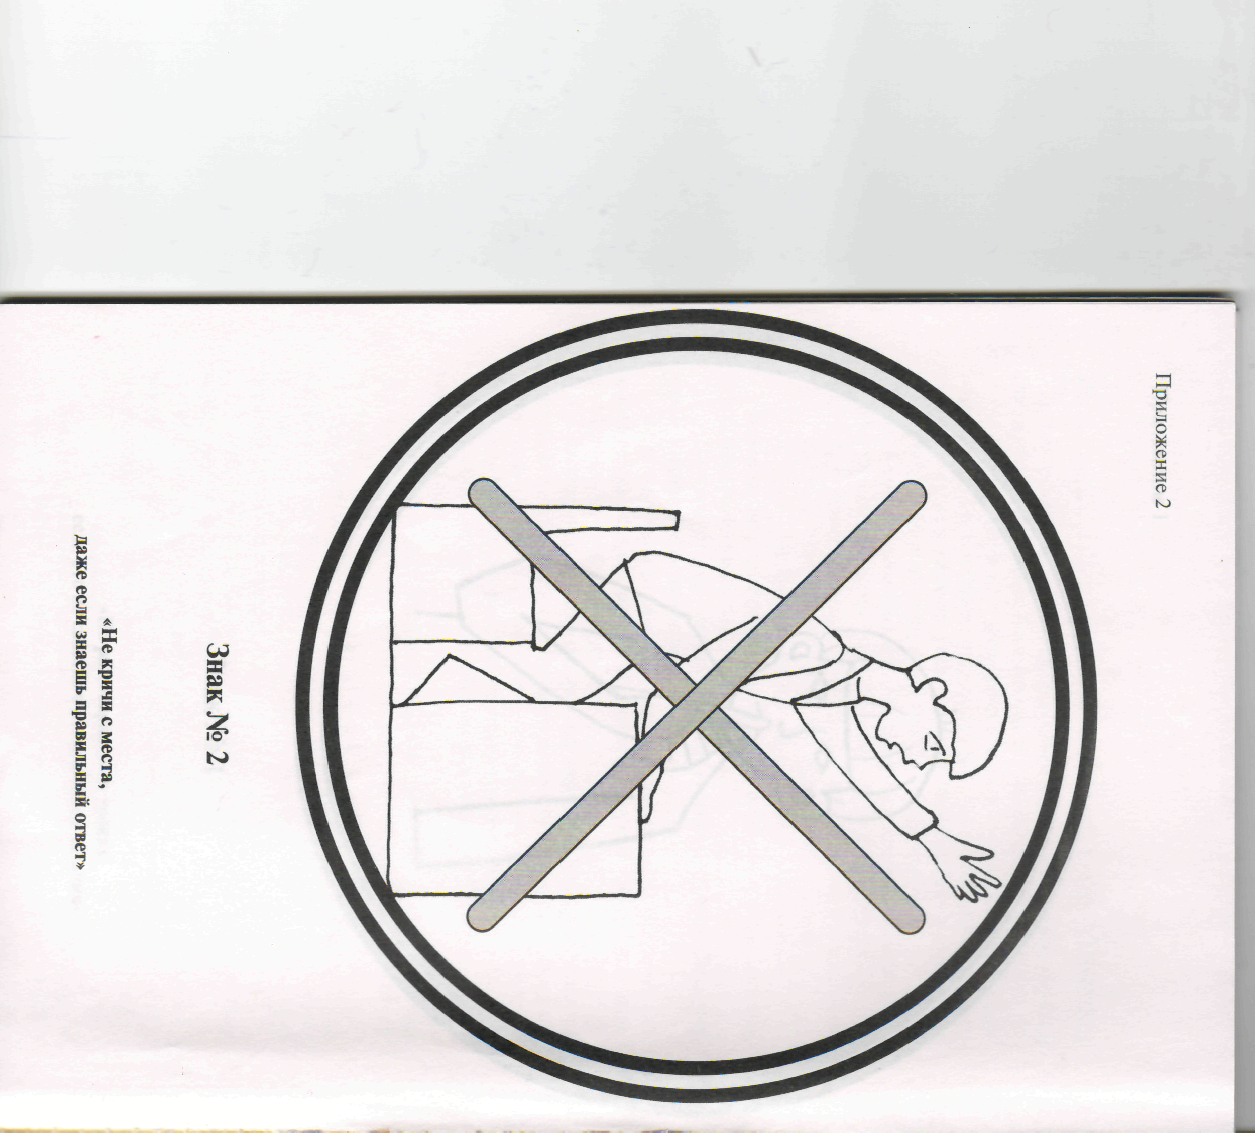 Приложение 2
Знак № 2
«Не кричи с места,
даже если знаешь правильный ответ»